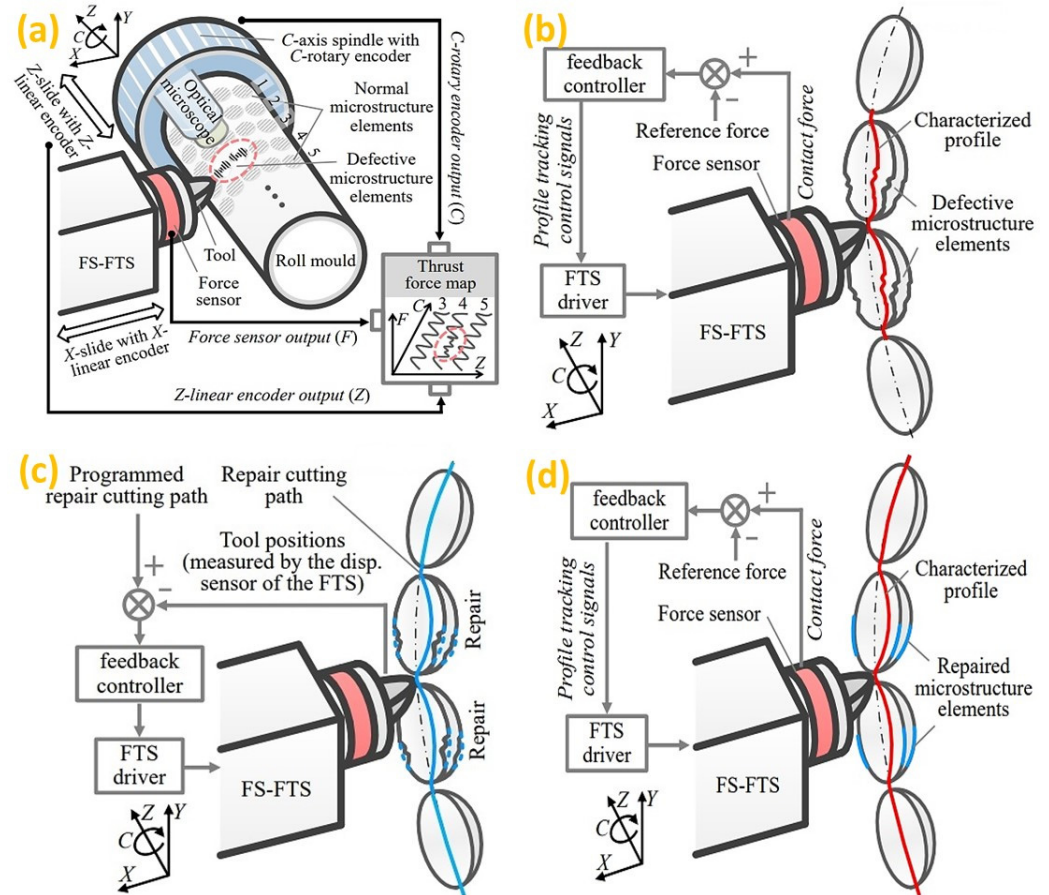 (a)
Z
Y
C
X
Z-slide with Z-
linear encoder
C-axis spindle with
C-rotary encoder
Optical
microscope
1
2
3
4
5
Normal
microstructure
elements
Defective
microstructure
elements
C-rotary encoder output (C)
FS-FTS
Tool
Force
sensor
Roll mould
Thrust
force map
C 3 4 5
F
Z
X-slide with X-
linear encoder
Force sensor output (F)
Z-linear encoder output (Z)
(b)
feedback
controller
+
-
Reference force
Force sensor
Contact force
Profile tracking
control signals
Characterized
profile
Defective
microstructure
elements
FTS
driver
FS-FTS
Z
Y
C
X
(c)
Programmed
repair cutting path
Repair cutting
path
Tool positions
(measured by the disp.
sensor of the FTS)
+
-
Repair
feedback
controller
Repair
FTS
driver
FS-FTS
Z
Y
C
X
(d)
feedback
controller
+
-
Reference force
Force sensor
Contact force
Profile tracking
control signals
Characterized
profile
Repaired
microstructure
elements
FTS
driver
FS-FTS
Z
Y
C
X